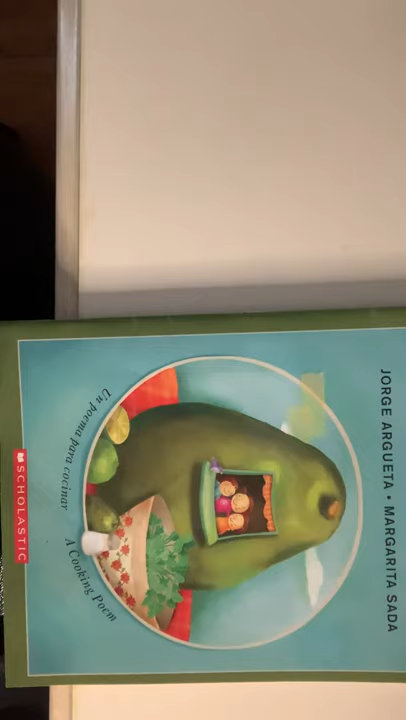 JORGE ARGUETA • MARGARITA SADA
Un poema para cocinar
A Cooking Poem
SCHOLASTIC